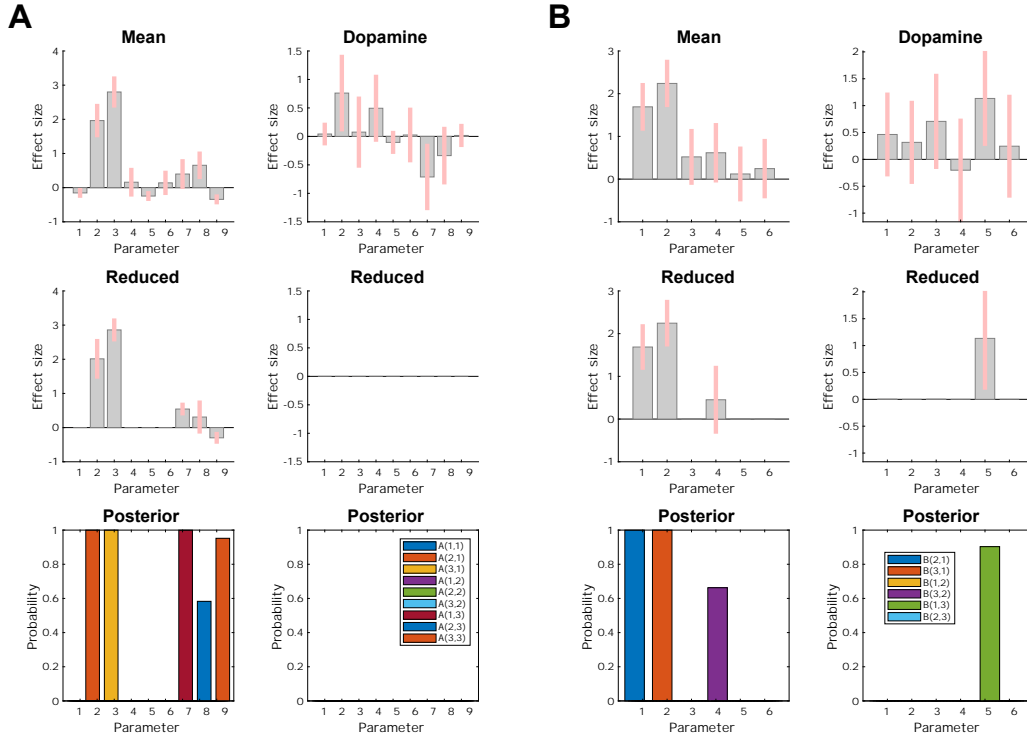 A
Mean
Effect size
4
3
2
1
0
-1
1 2 3 4 5 6 7 8 9
Parameter
Dopamine
Effect size
1.5
1
0.5
0
-0.5
-1
-1.5
1 2 3 4 5 6 7 8 9
Parameter
Reduced
Effect size
4
3
2
1
0
-1
1 2 3 4 5 6 7 8 9
Parameter
Reduced
Effect size
1.5
1
0.5
0
-0.5
-1
-1.5
1 2 3 4 5 6 7 8 9
Parameter
Posterior
Probability
1
0.8
0.6
0.4
0.2
0
1 2 3 4 5 6 7 8 9
Parameter
Posterior
Probability
1
0.8
0.6
0.4
0.2
0
A(1,1)
A(2,1)
A(3,1)
A(1,2)
A(2,2)
A(3,2)
A(1,3)
A(2,3)
A(3,3)
1 2 3 4 5 6 7 8 9
Parameter
B
Mean
Effect size
3
2
1
0
-1
1 2 3 4 5 6
Parameter
Dopamine
Effect size
2
1.5
1
0.5
0
-0.5
-1
1 2 3 4 5 6
Parameter
Reduced
Effect size
3
2
1
0
-1
1 2 3 4 5 6
Parameter
Reduced
Effect size
2
1.5
1
0.5
0
-0.5
-1
1 2 3 4 5 6
Parameter
Posterior
Probability
1
0.8
0.6
0.4
0.2
0
1 2 3 4 5 6
Parameter
Posterior
Probability
1
0.8
0.6
0.4
0.2
0
B(2,1)
B(3,1)
B(1,2)
B(3,2)
B(1,3)
B(2,3)
1 2 3 4 5 6
Parameter